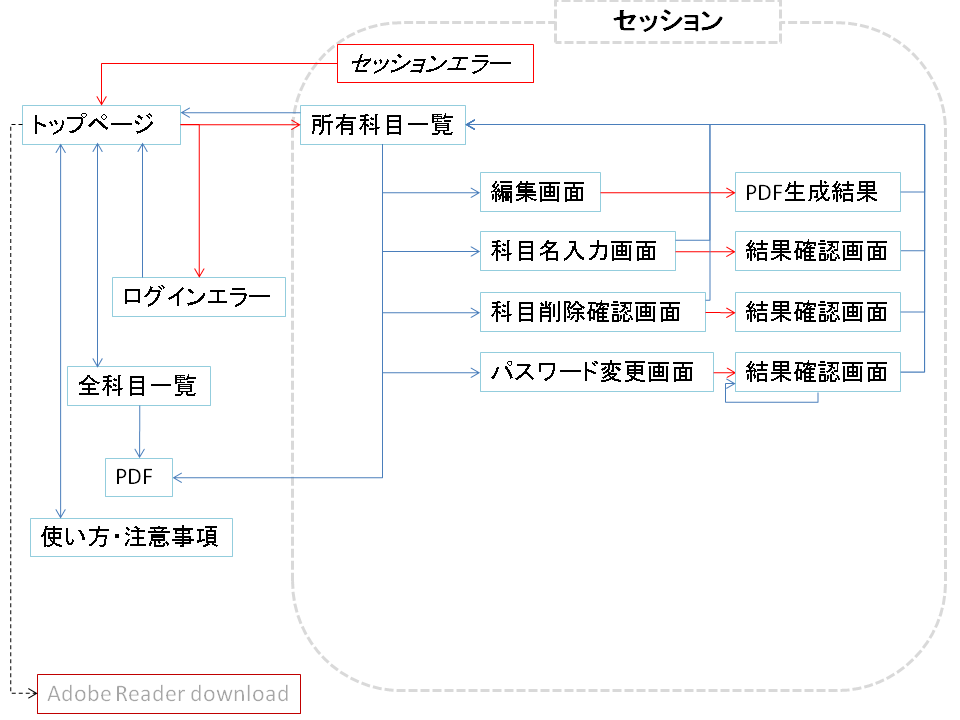 セッション
セッションエラー
トップページ
所有科目一覧
編集画面
PDF生成結果
科目名入力画面
結果確認画面
ログインエラー
科目削除確認画面
結果確認画面
パスワード変更画面
結果確認画面
全科目一覧
PDF
使い方・注意事項
Adobe Reader download